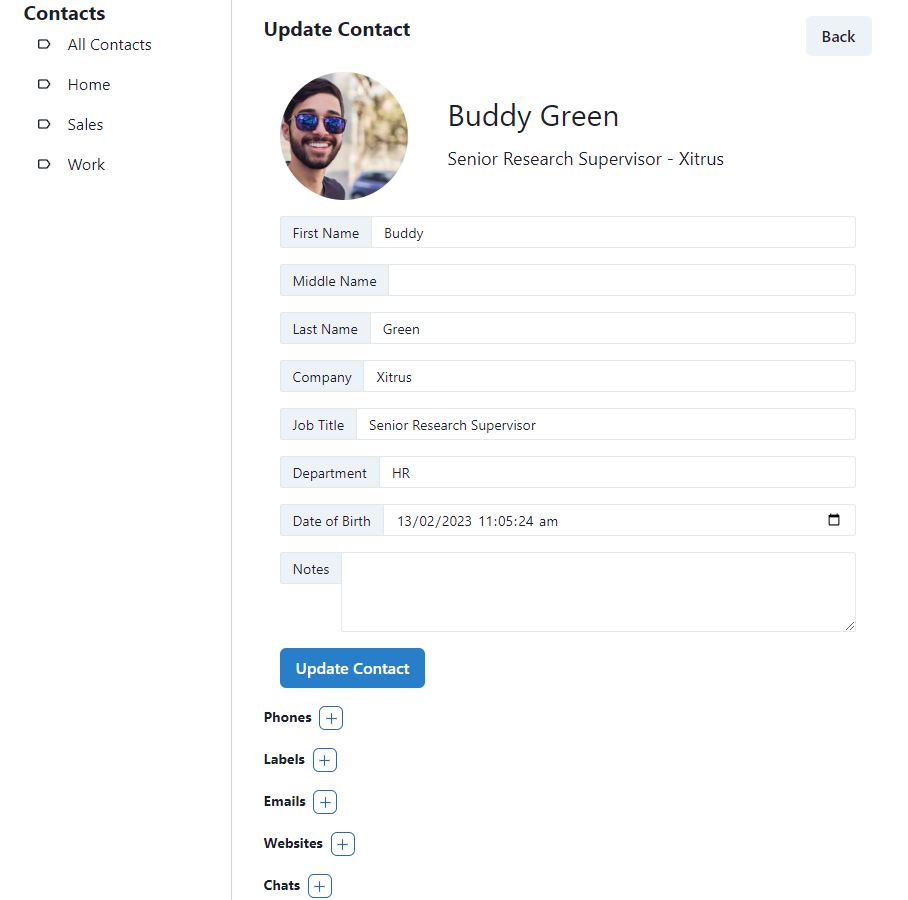 Contacts
All Contacts
Home
Sales
Work
Update Contact
Back
Buddy Green
Senior Research Supervisor - Xitrus
First Name Buddy
Middle Name
Last Name Green
Company Xitrus
Job Title Senior Research Supervisor
Department HR
Date of Birth 13/02/2023 11:05:24 am
Notes
Update Contact
Phones
Labels
Emails
Websites
Chats